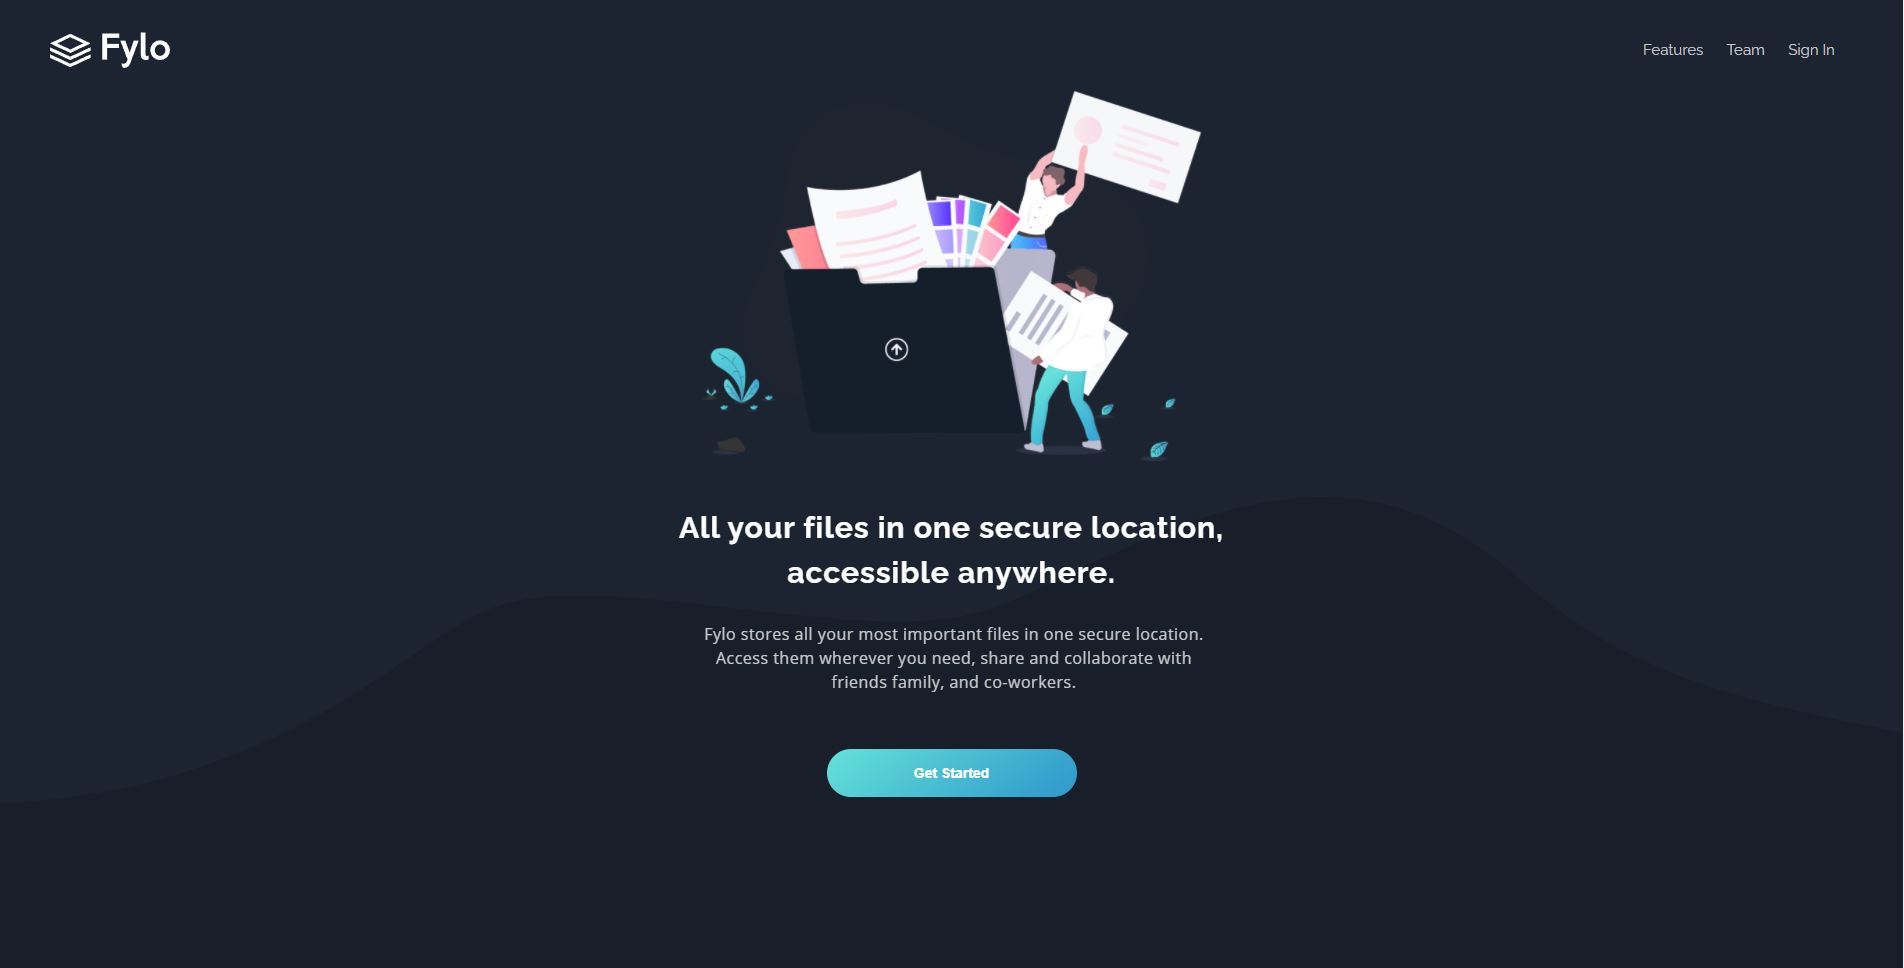 Fylo
Features Team Sign In
All your files in one secure location,
accessible anywhere.
Fylo stores all your most important files in one secure location.
Access them wherever you need, share and collaborate with
friends family, and co-workers.
Get Started